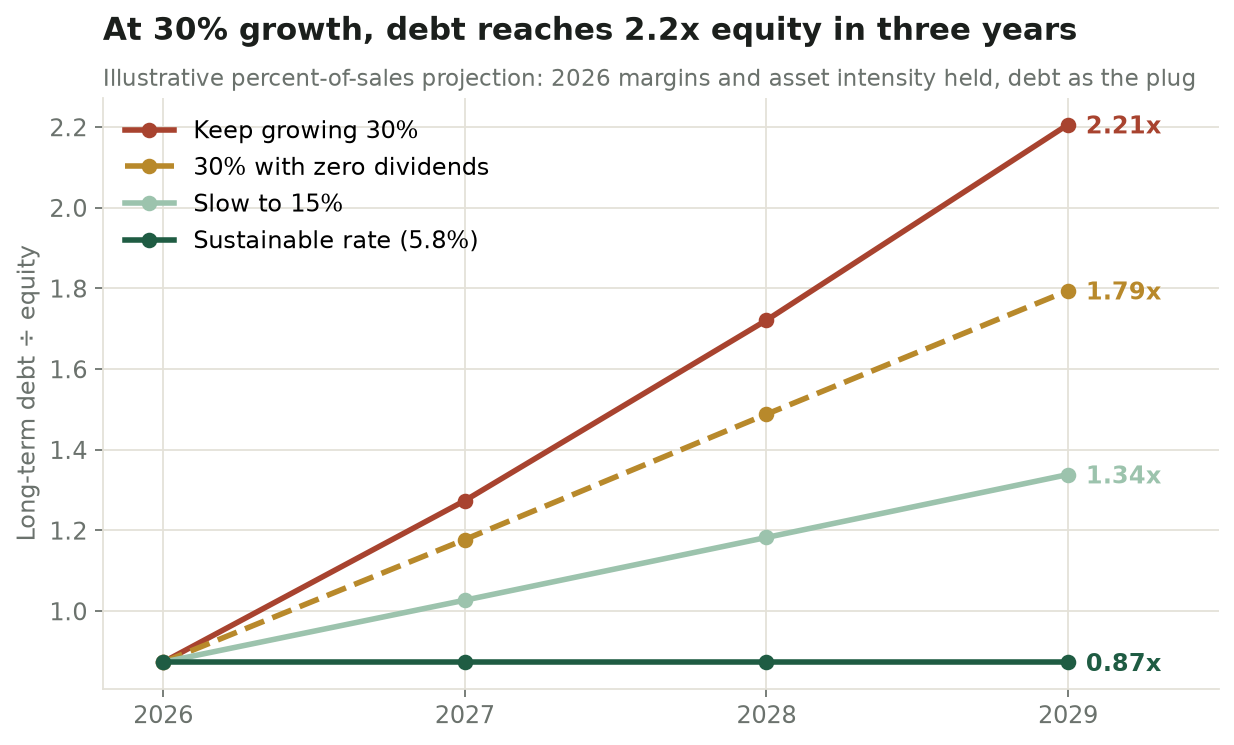 At 30% growth, debt reaches 2.2x equity in three years
Illustrative percent-of-sales projection: 2026 margins and asset intensity held, debt as the plug
Keep growing 30%
30% with zero dividends
Slow to 15%
Sustainable rate (5.8%)
Long-term debt ÷ equity
2.2
2.0
1.8
1.6
1.4
1.2
1.0
2.21x
1.79x
1.34x
0.87x
2026
2027
2028
2029